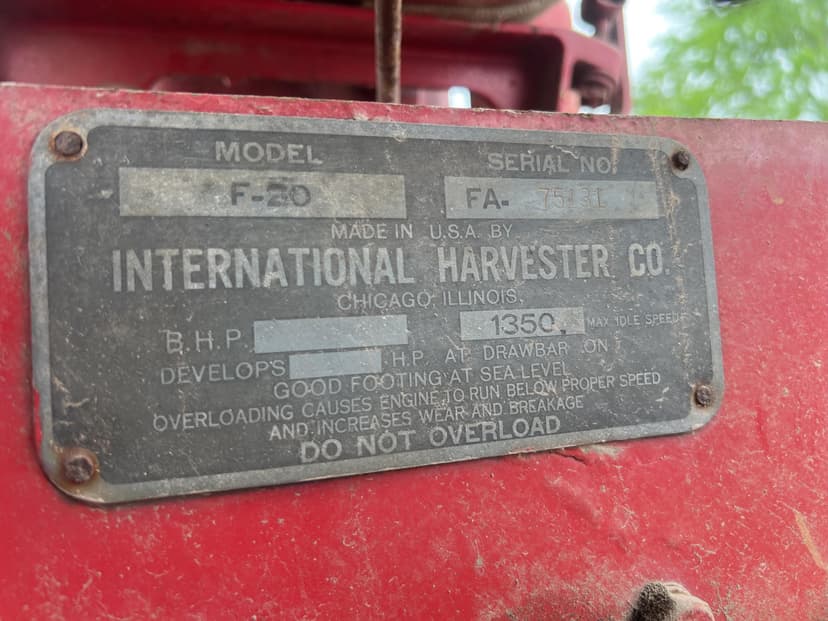 MODEL SERIAL NO.
F-20 FA-
MADE IN U.S.A. BY
INTERNATIONAL HARVESTER CO.
CHICAGO, ILLINOIS.
B.H.P. 1350. MAX IDLE SPEED
DEVELOPS H.P. AT DRAWBAR ON
GOOD FOOTING AT SEA LEVEL
OVERLOADING CAUSES ENGINE TO RUN BELOW PROPER SPEED
AND INCREASES WEAR AND BREAKAGE
DO NOT OVERLOAD